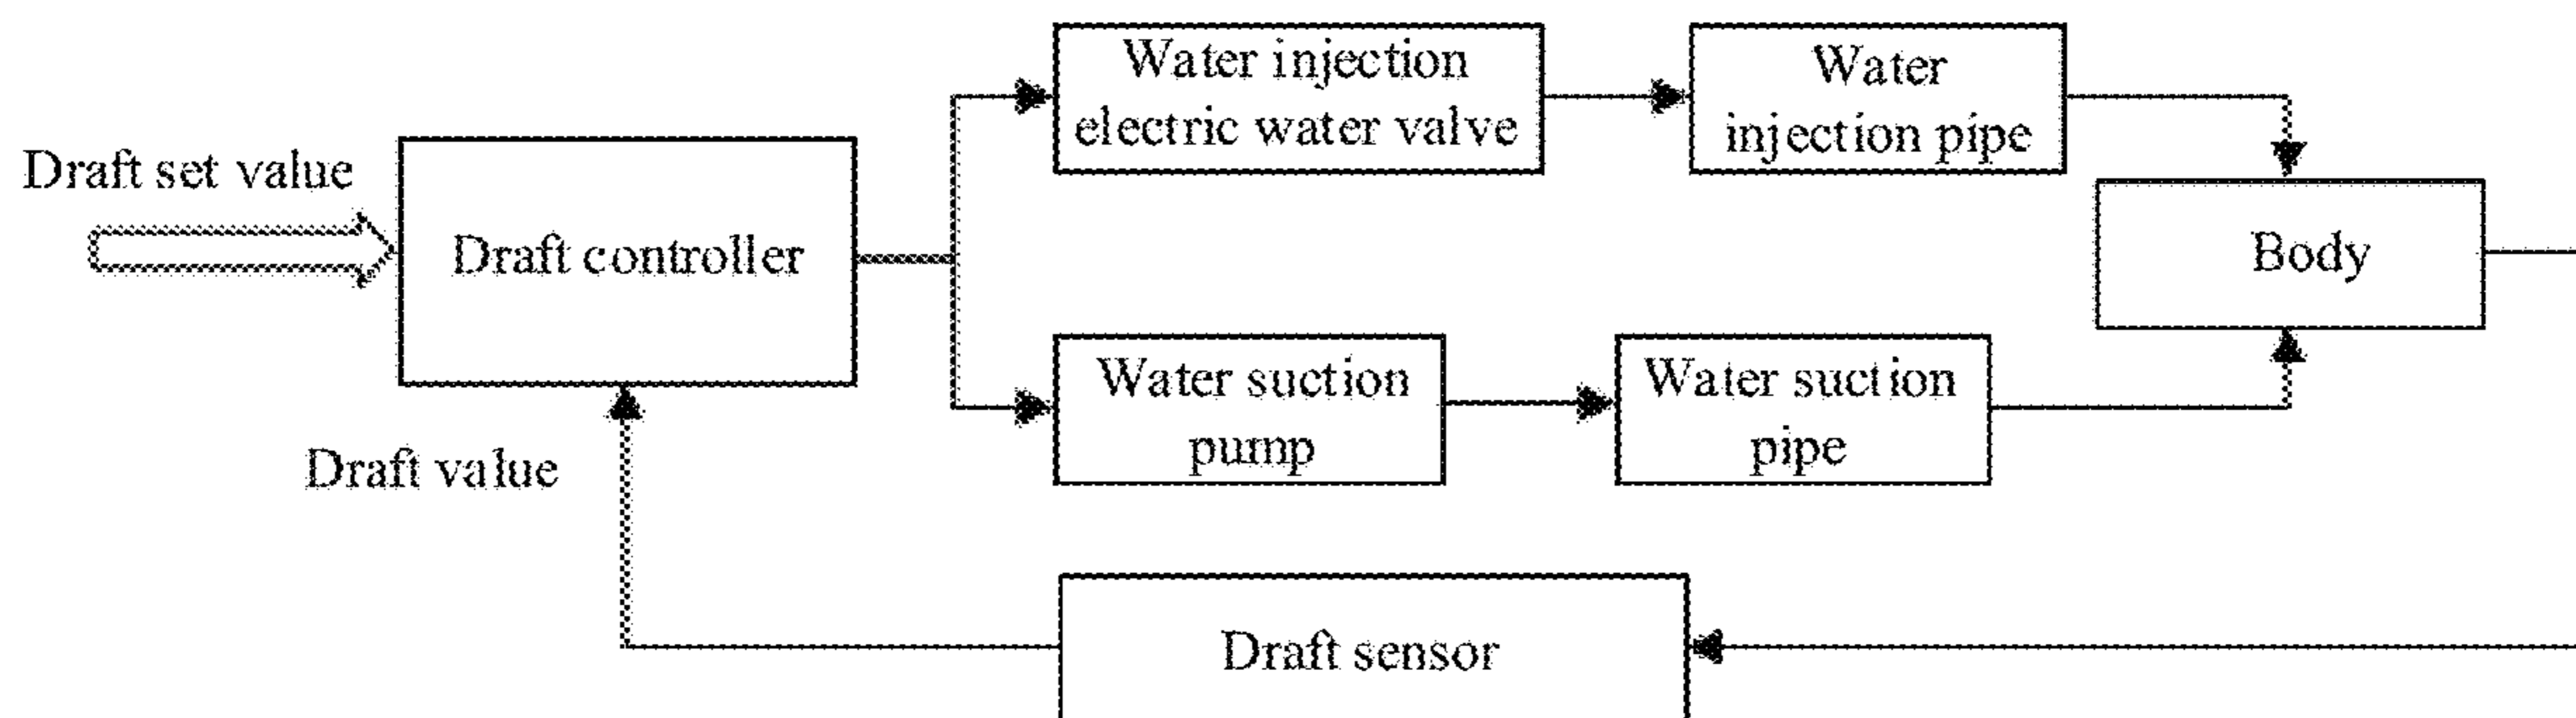 Draft set value
Draft controller
Water injection
electric water valve
Water
injection pipe
Body
Water suction
pump
Water suction
pipe
Draft value
Draft sensor